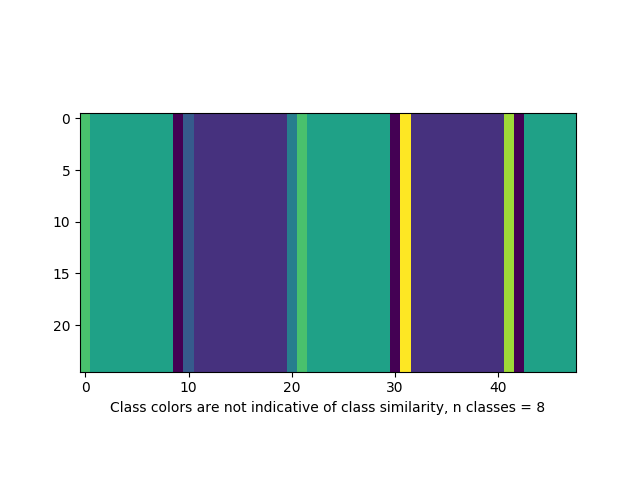 0
5
10
15
20
0 10 20 30 40
Class colors are not indicative of class similarity, n classes = 8